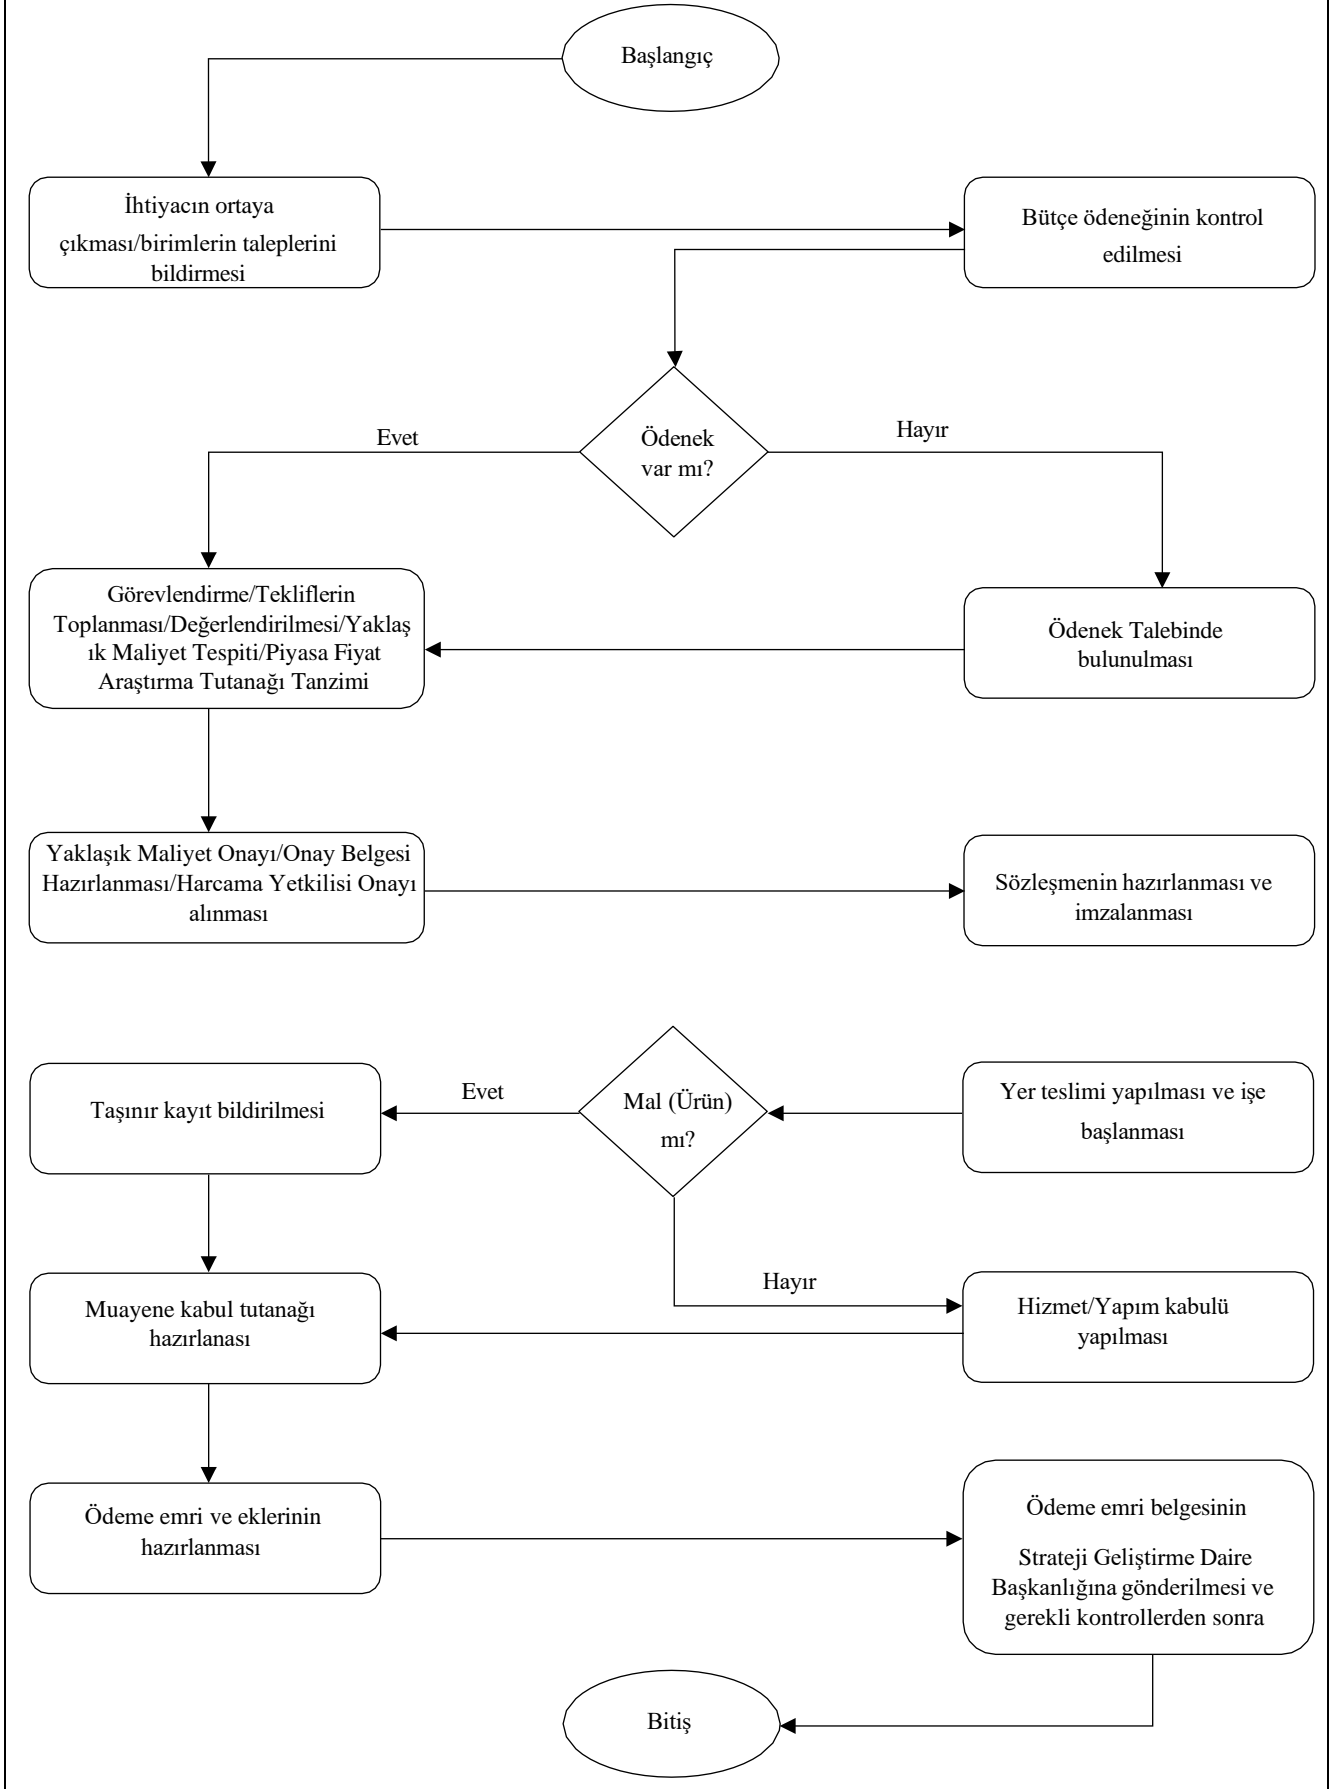 Başlangıç
İhtiyacın ortaya
çıkması/birimlerin taleplerini
bildirmesi
Bütçe ödeneğinin kontrol
edilmesi
Evet
Ödenek
var mı?
Hayır
Görevlendirme/Tekliflerin
Toplanması/Değerlendirilmesi/Yaklaş
ık Maliyet Tespiti/Piyasa Fiyat
Araştırma Tutanağı Tanzimi
Ödenek Talebinde
bulunulması
Yaklaşık Maliyet Onayı/Onay Belgesi
Hazırlanması/Harcama Yetkilisi Onayı
alınması
Sözleşmenin hazırlanması ve
imzalanması
Taşınır kayıt bildirilmesi
Evet
Mal (Ürün)
mı?
Yer teslimi yapılması ve işe
başlanması
Hayır
Muayene kabul tutanağı
hazırlanası
Hizmet/Yapım kabülü
yapılması
Ödeme emri ve eklerinin
hazırlanması
Ödeme emri belgesinin
Strateji Geliştirme Daire
Başkanlığına gönderilmesi ve
gerekli kontrollerden sonra
Bitiş